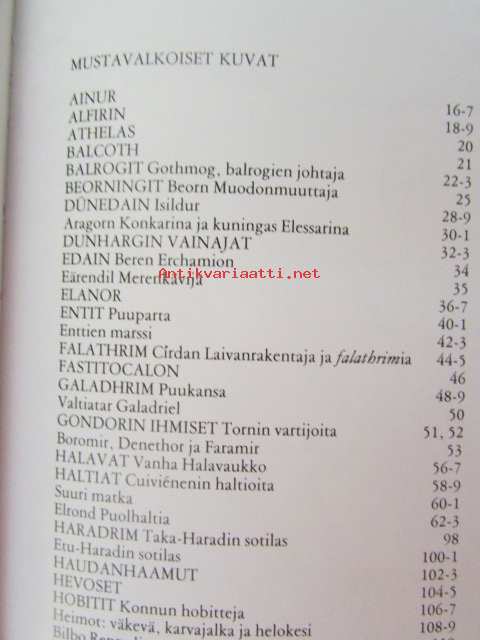 MUSTAVALKOISET KUVAT
AINUR 16-7
ALFIRIN 18-9
ATHELAS 20
BALCOTH 21
BALROGIT Gothmog, balrogien johtaja 22-3
BEORNINGIT Beorn Muodonmuuttaja 25
DÚNEDAIN Isildur 28-9
Aragorn Konkarina ja kuningas Elessarina 30-1
DUNHARGIN VAINAJAT 32-3
EDAIN Beren Erchamion 34
Eärendil Merenkävijä 35
Antikvariaatti.net
ELANOR 36-7
ENTIT Puuparta 40-1
Enttien marssi 42-3
FALATHRIM Círdan Laivanrakentaja ja falathrimia 44-5
FASTITOCALON 46
GALADHRIM Puukansa 48-9
Valtiatar Galadriel 50
GONDORIN IHMISET Tornin vartijoita 51, 52
Boromir, Denethor ja Faramir 53
HALAVAT Vanha Halavaukko 56-7
HALTIAT Cuiviénenin haltioita 58-9
Suuri matka 60-1
Elrond Puolhaltia 62-3
HARADRIM Taka-Haradin sotilas 98
Etu-Haradin sotilas 100-1
HAUDANHAAMUT 102-3
HEVOSET 104-5
HOBITIT Konnun hobitteja 106-7
Heimot: väkevä, karvajalka ja helokesi 108-9
Bilbo